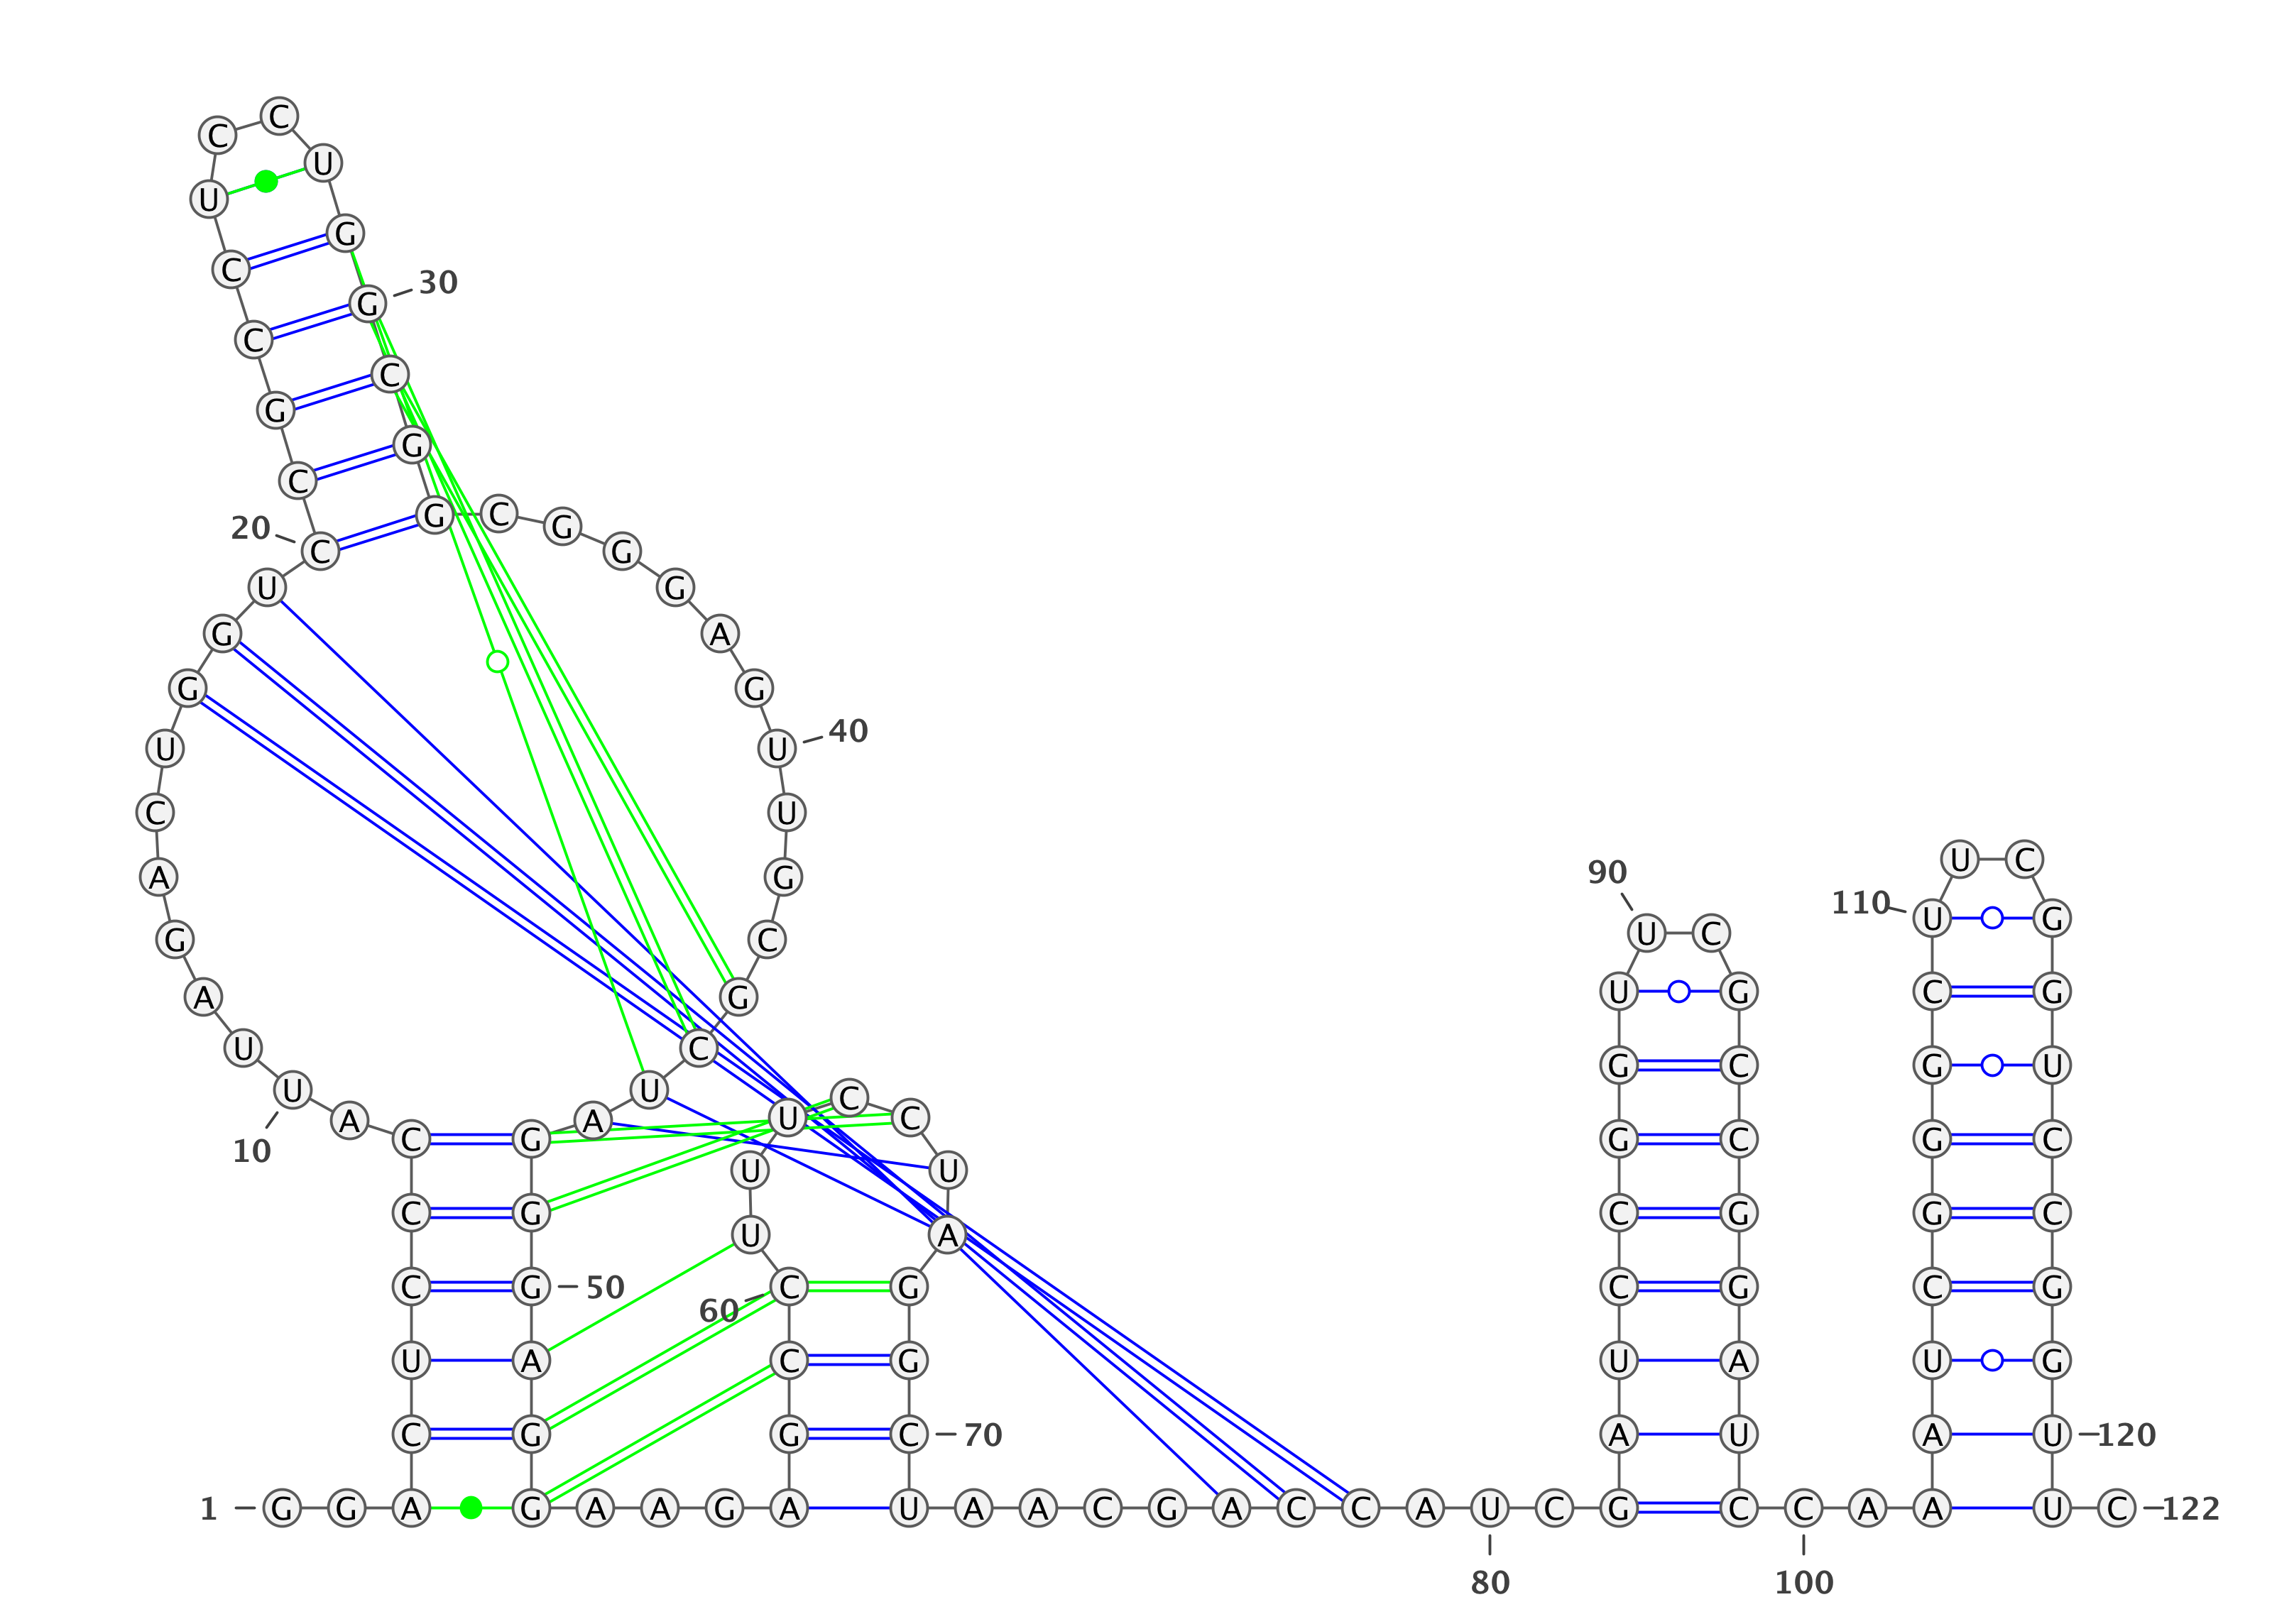 C C
U
U
G
C
G 30
C
C
G
G
C
G C G
20 C G
U G
G A
G G
U U 40
C U
U C
A G 90
110 U G
G C U C
A G U G C G
U C
G C G U
U U C
A A U C
10 C G G C G C
U U
C G C G G C
U A
C G 50 C G C G C G
60
U A C G U A U G
C G G C 70 A U A U 120
1 G G A G A A G A U A A C G A C C A U C G C C A A U C 122
80 100